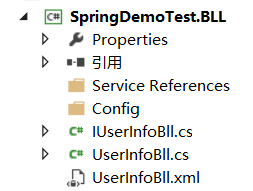 SpringDemoTest.BLL
Properties
引用
Service References
Config
IUserInfoBll.cs
UserInfoBll.cs
UserInfoBll.xml